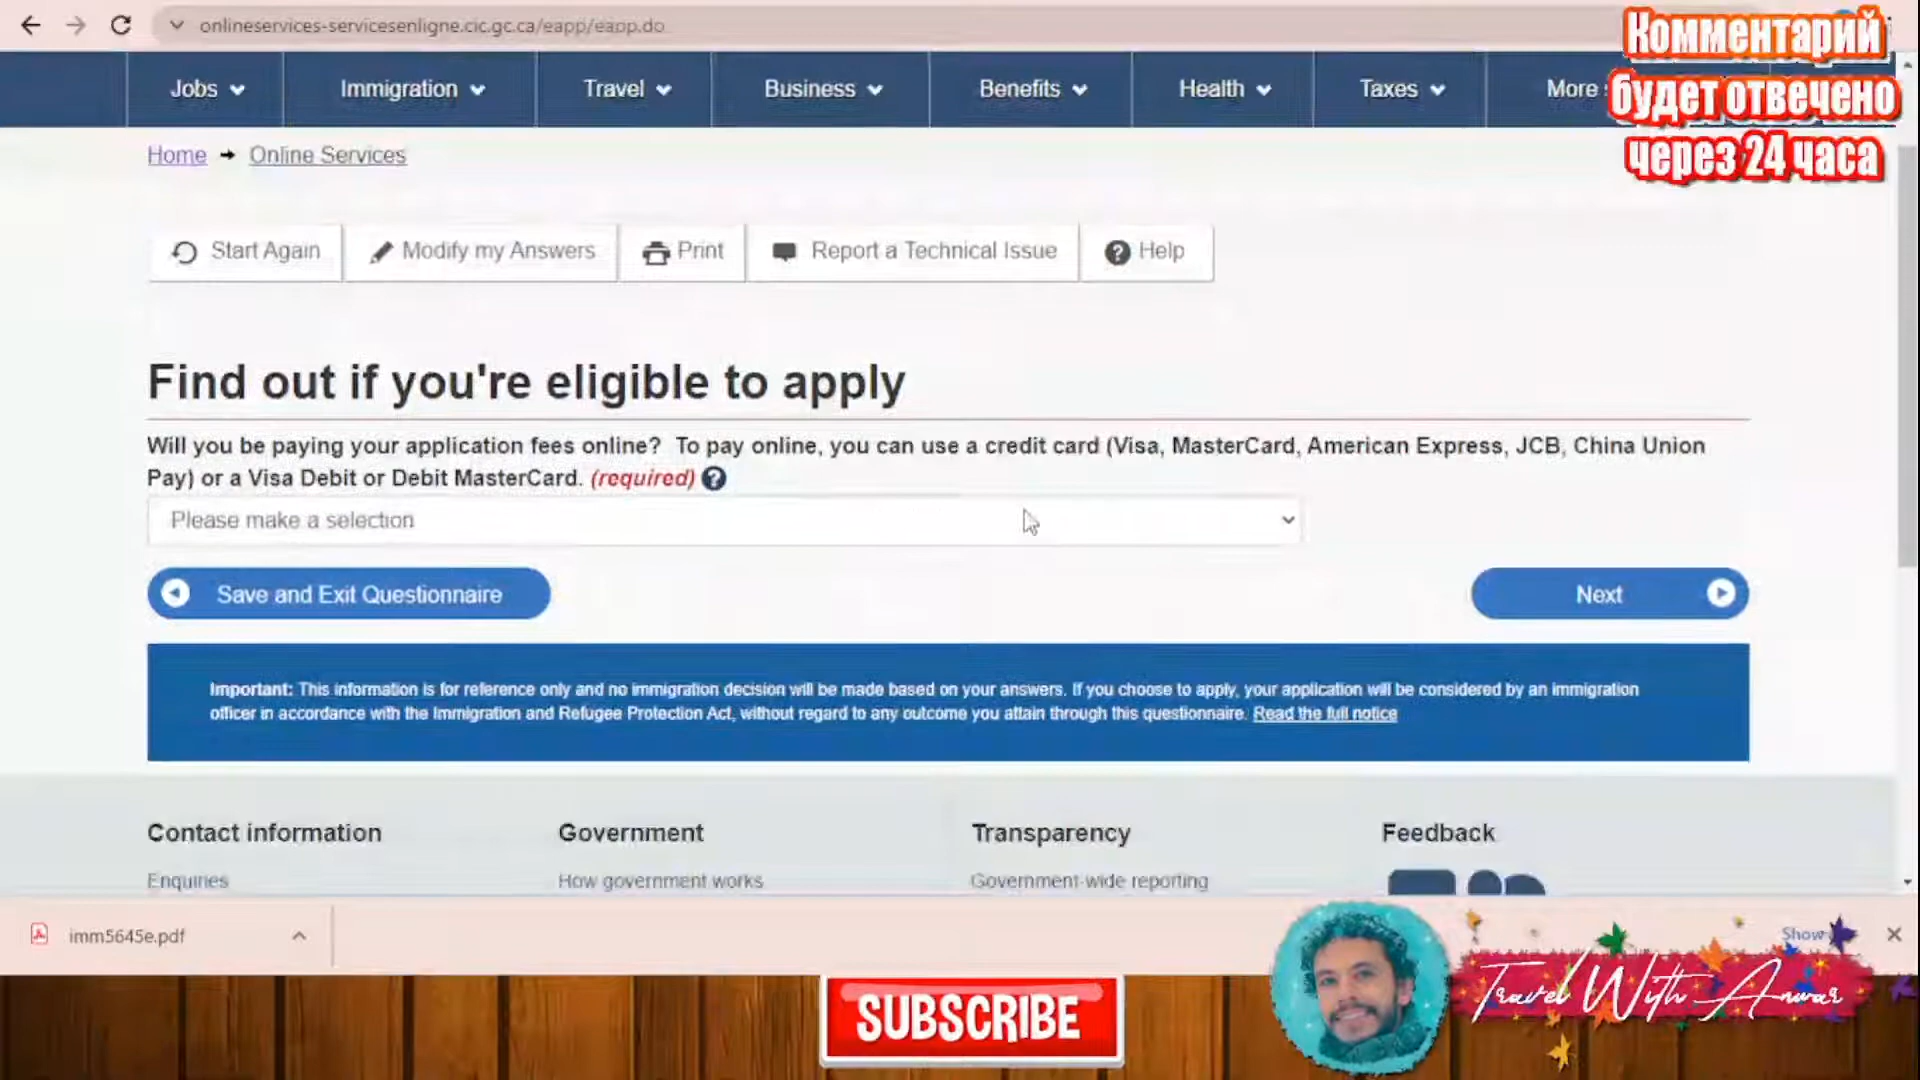 onlineservices-servicesenligne.cic.gc.ca/eapp/eapp.do
Комментарий
будет отвечено
через 24 часа
Jobs
Immigration
Travel
Business
Benefits
Health
Taxes
More
Home
Online Services
Start Again
Modify my Answers
Print
Report a Technical Issue
Help
Find out if you're eligible to apply
Will you be paying your application fees online? To pay online, you can use a credit card (Visa, MasterCard, American Express, JCB, China Union
Pay) or a Visa Debit or Debit MasterCard. (required)
Please make a selection
Save and Exit Questionnaire
Next
Important: This information is for reference only and no immigration decision will be made based on your answers. If you choose to apply, your application will be considered by an immigration
officer in accordance with the Immigration and Refugee Protection Act, without regard to any outcome you attain through this questionnaire. Read the full notice
Contact information
Government
Transparency
Feedback
Enquiries
How government works
Government-wide reporting
imm5645e.pdf
Show
SUBSCRIBE
Travel With Anwar